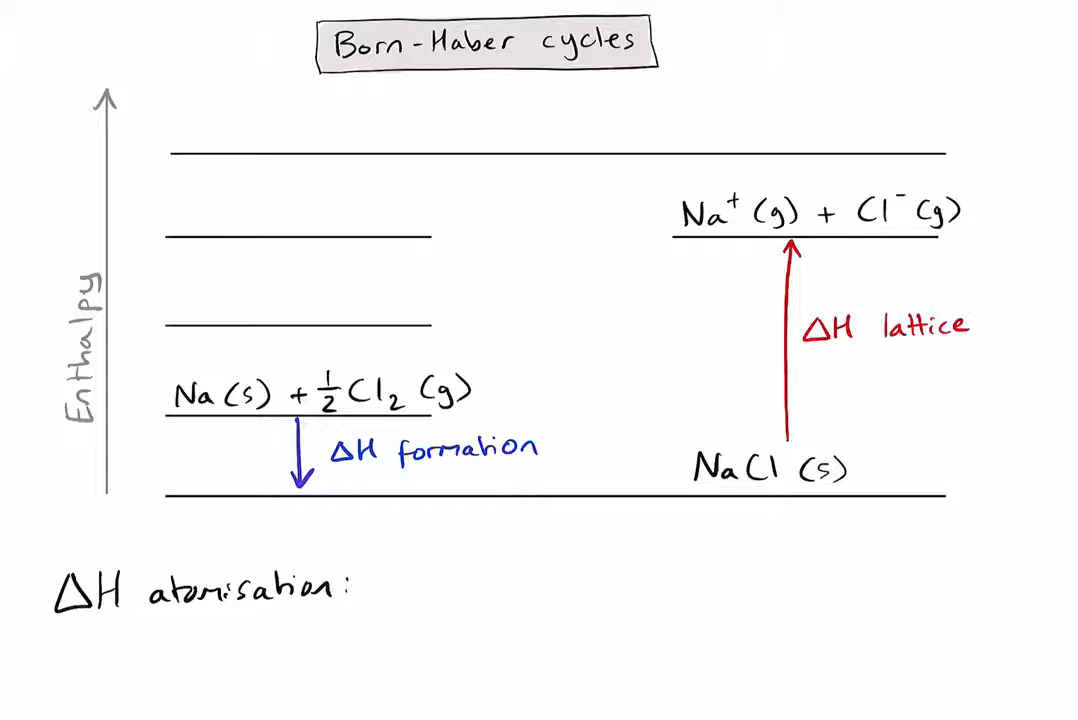 Born-Haber cycles
Enthalpy
Na⁺ (g) + Cl⁻ (g)
ΔH lattice
Na (s) + ½ Cl₂ (g)
ΔH formation
NaCl (s)
ΔH atomisation: